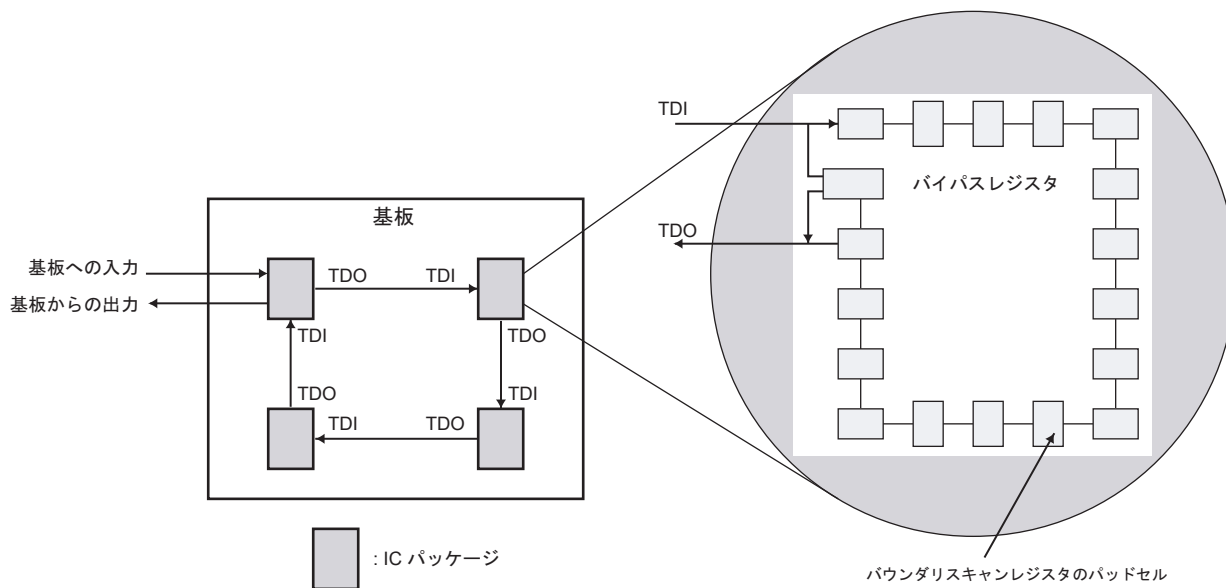 基板
基板への入力
基板からの出力
TDO
TDI
TDI
TDO
TDO
TDI
TDI
TDO
: IC パッケージ
TDI
バイパスレジスタ
TDO
バウンダリスキャンレジスタのパッドセル